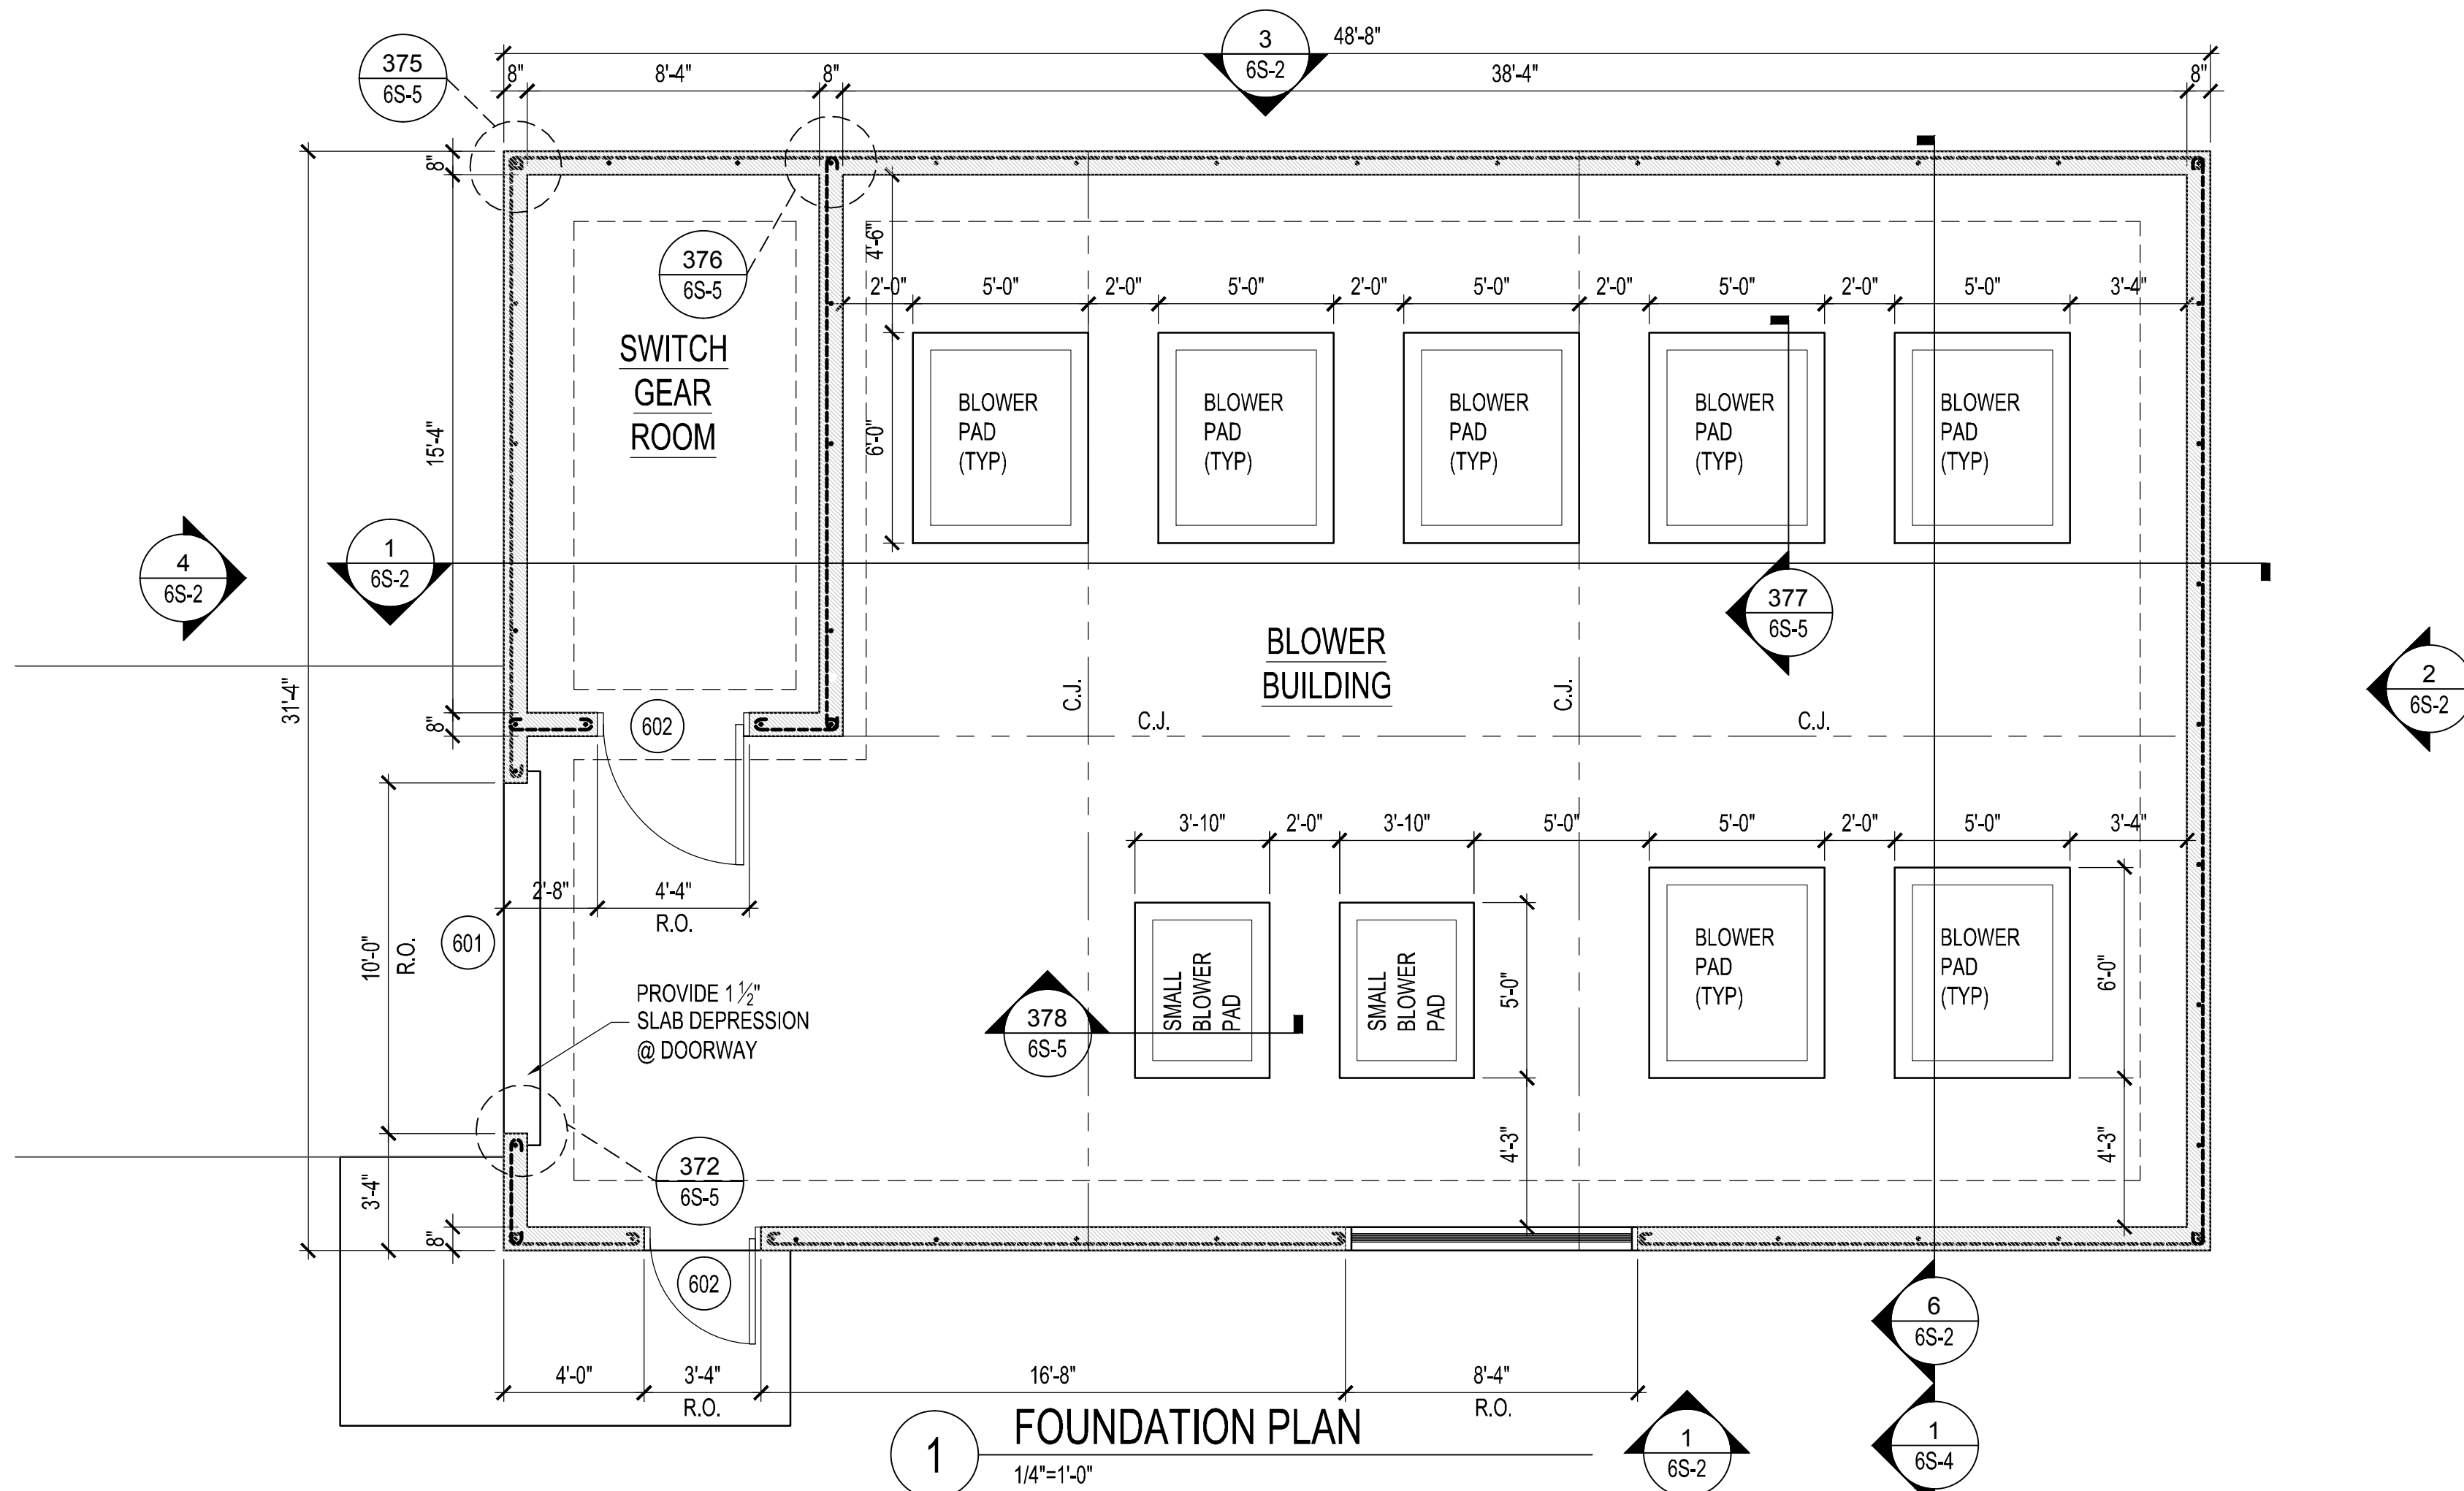 3
6S-2
48'-8"
375
6S-5
8"
8'-4"
8"
38'-4"
8"
8"
376
6S-5
4'-6"
2'-0"
5'-0"
2'-0"
5'-0"
2'-0"
5'-0"
2'-0"
5'-0"
2'-0"
5'-0"
3'-4"
SWITCH
GEAR
ROOM
15'-4"
6'-0"
BLOWER
PAD
(TYP)
BLOWER
PAD
(TYP)
BLOWER
PAD
(TYP)
BLOWER
PAD
(TYP)
BLOWER
PAD
(TYP)
4
6S-2
1
6S-2
377
6S-5
BLOWER
BUILDING
2
6S-2
31'-4"
8"
602
C.J.
C.J.
C.J.
C.J.
3'-10"
2'-0"
3'-10"
5'-0"
5'-0"
2'-0"
5'-0"
3'-4"
2'-8"
4'-4"
R.O.
601
10'-0"
R.O.
PROVIDE 1 ½"
SLAB DEPRESSION
@ DOORWAY
378
6S-5
SMALL
BLOWER
PAD
SMALL
BLOWER
PAD
5'-0"
BLOWER
PAD
(TYP)
BLOWER
PAD
(TYP)
6'-0"
372
6S-5
3'-4"
8"
4'-3"
4'-3"
602
6
6S-2
4'-0"
3'-4"
R.O.
16'-8"
8'-4"
R.O.
1
FOUNDATION PLAN
1/4"=1'-0"
1
6S-2
1
6S-4